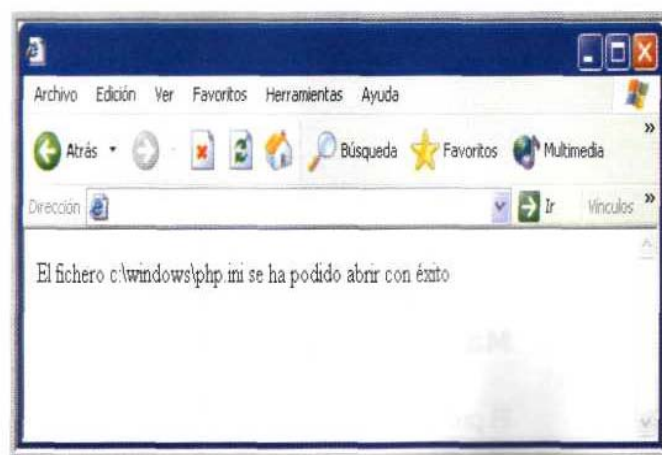 Archivo Edición Ver Favoritos Herramientas Ayuda
Atrás Búsqueda Favoritos Multimedia »
Dirección Ir Vínculos »
El fichero c:\windows\php.ini se ha podido abrir con éxito